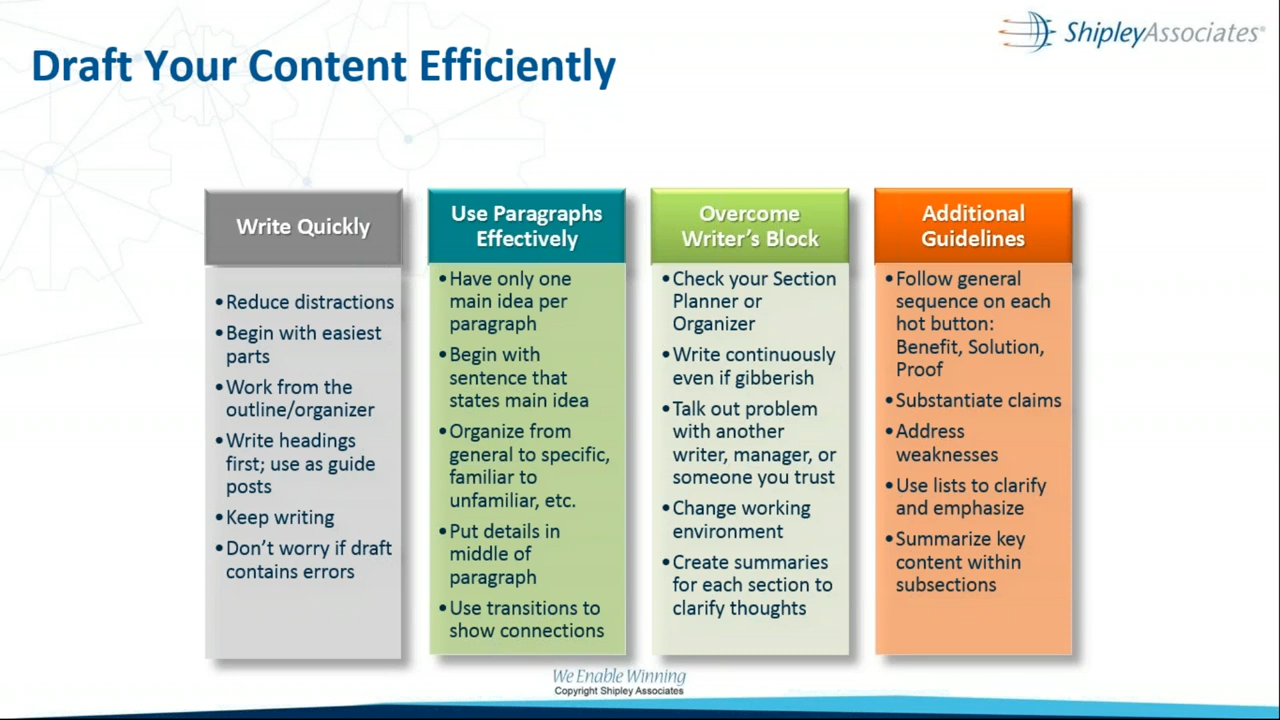 ShipleyAssociates®
Draft Your Content Efficiently
Write Quickly
•Reduce distractions
•Begin with easiest
parts
•Work from the
outline/organizer
•Write headings
first; use as guide
posts
•Keep writing
•Don't worry if draft
contains errors
Use Paragraphs
Effectively
•Have only one
main idea per
paragraph
•Begin with
sentence that
states main idea
•Organize from
general to specific,
familiar to
unfamiliar, etc.
•Put details in
middle of
paragraph
•Use transitions to
show connections
Overcome
Writer's Block
•Check your Section
Planner or
Organizer
•Write continuously
even if gibberish
•Talk out problem
with another
writer, manager, or
someone you trust
•Change working
environment
•Create summaries
for each section to
clarify thoughts
Additional
Guidelines
•Follow general
sequence on each
hot button:
Benefit, Solution,
Proof
•Substantiate claims
•Address
weaknesses
•Use lists to clarify
and emphasize
•Summarize key
content within
subsections
We Enable Winning
Copyright Shipley Associates